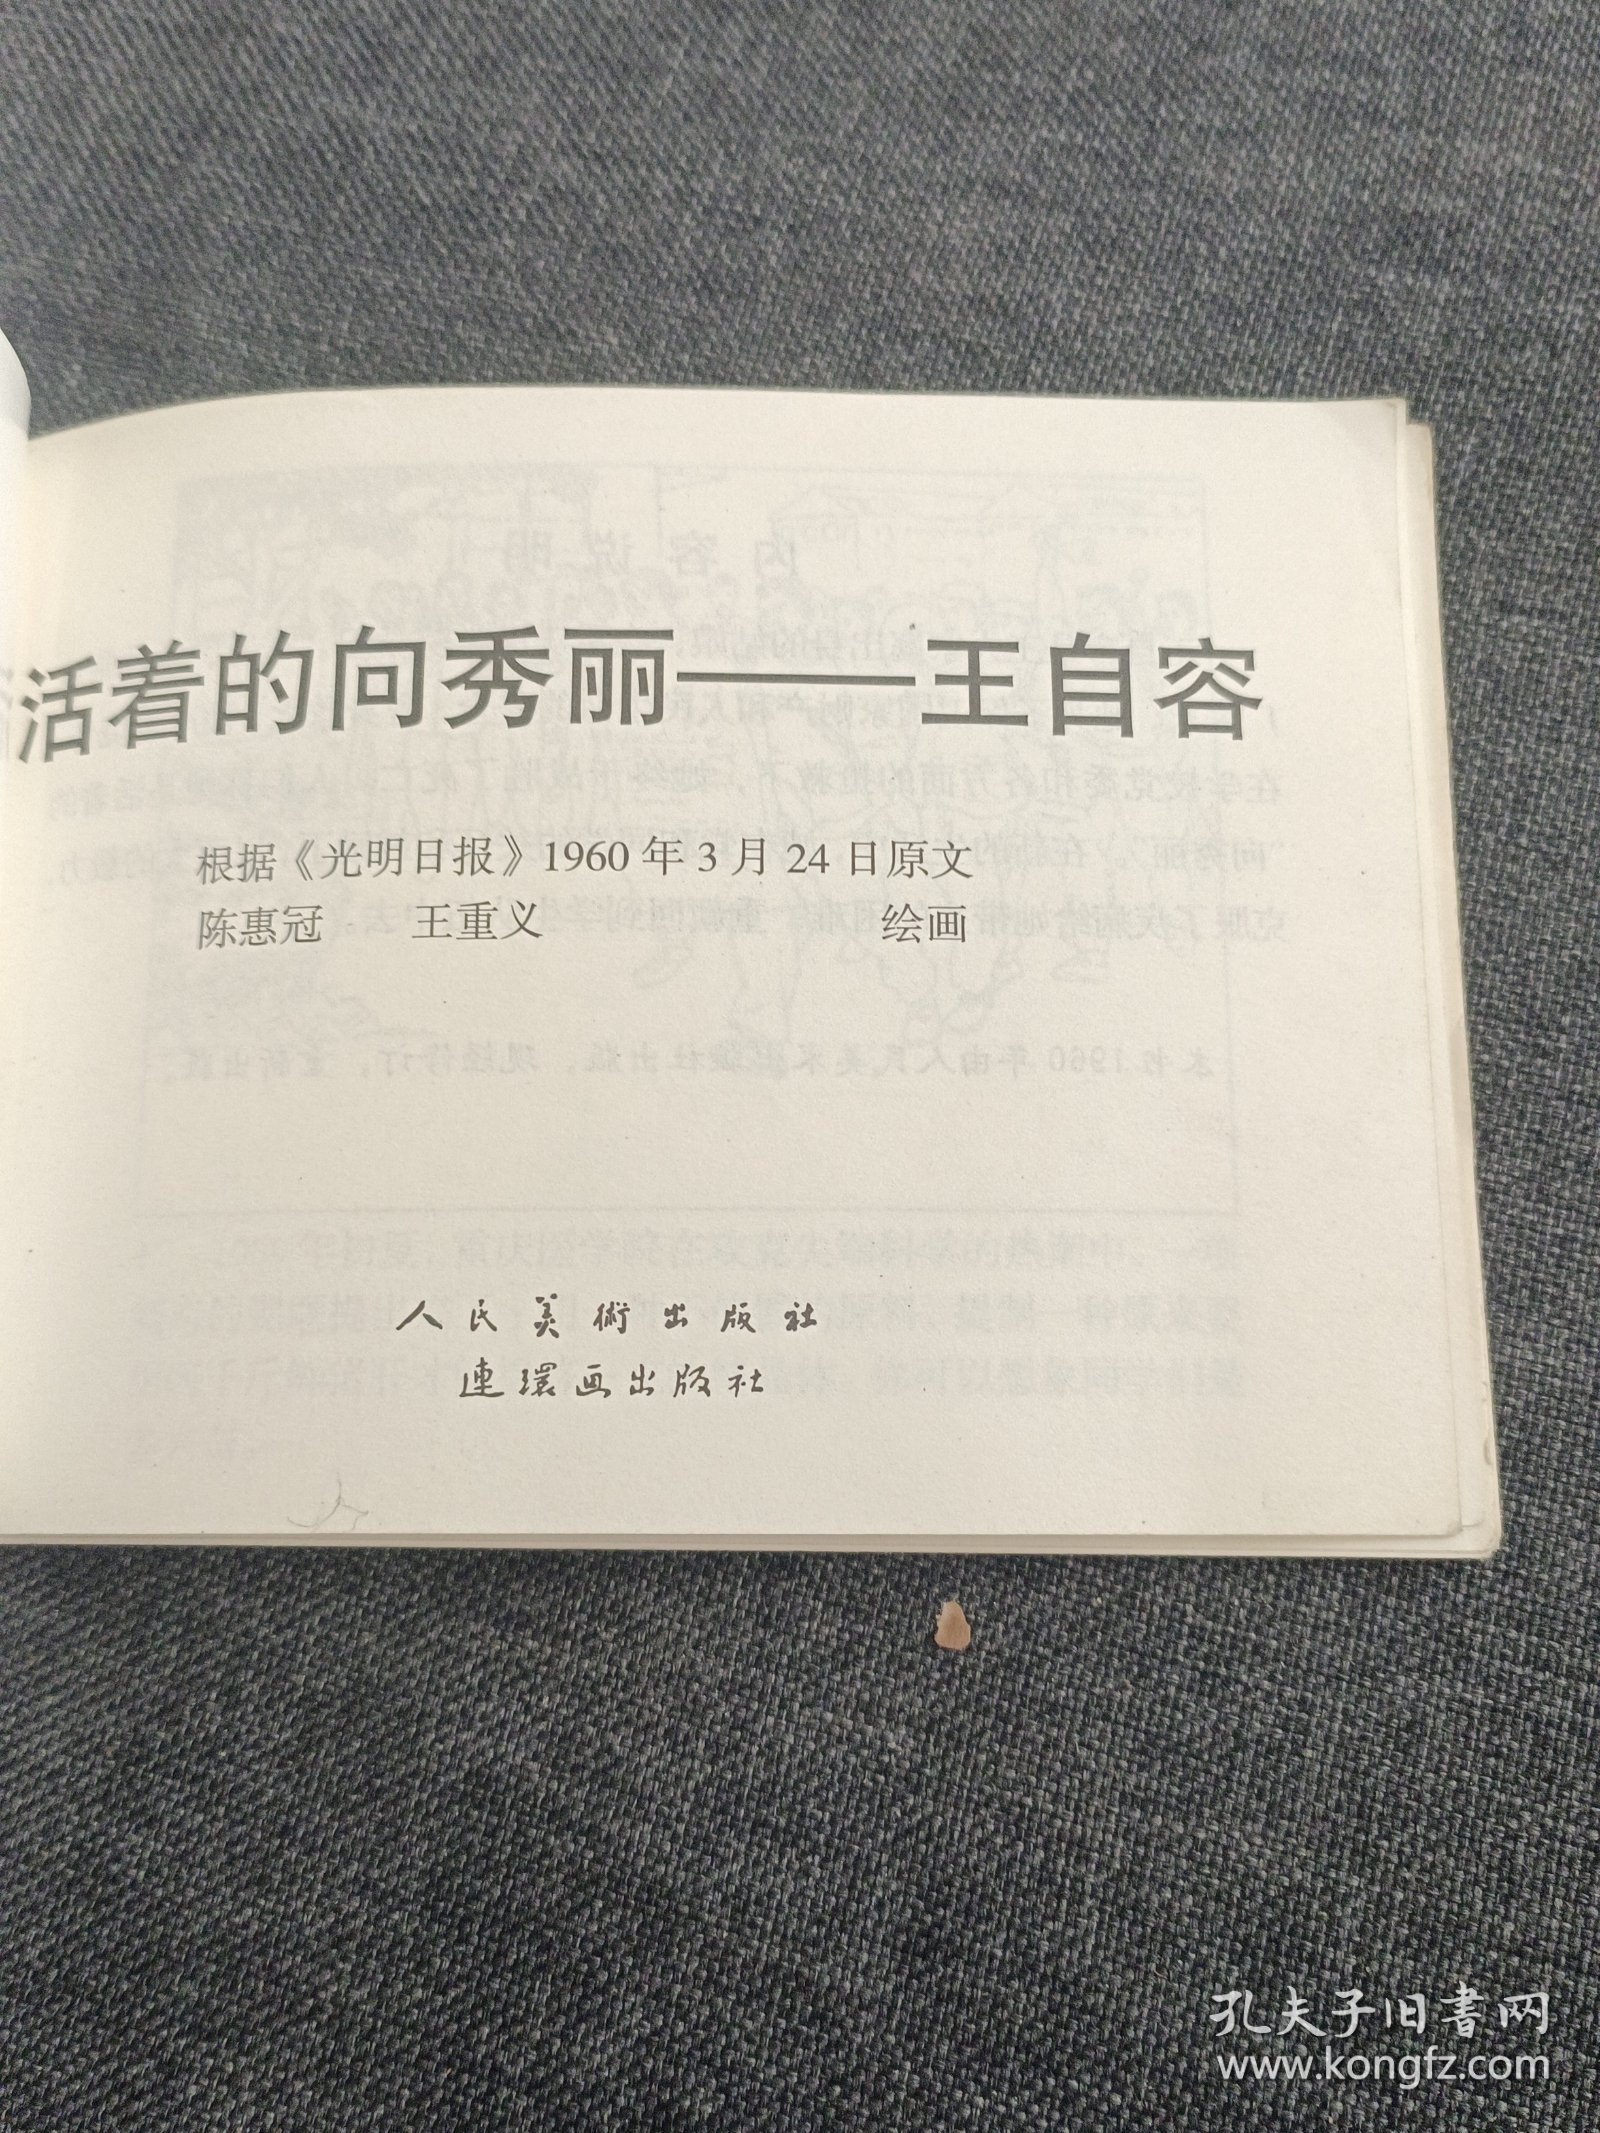 活着的向秀丽——王自容
根据《光明日报》1960年3月24日原文
陈惠冠 王重义 绘画
人民美術出版社
連環画出版社
孔夫子旧書网
www.kongfz.com